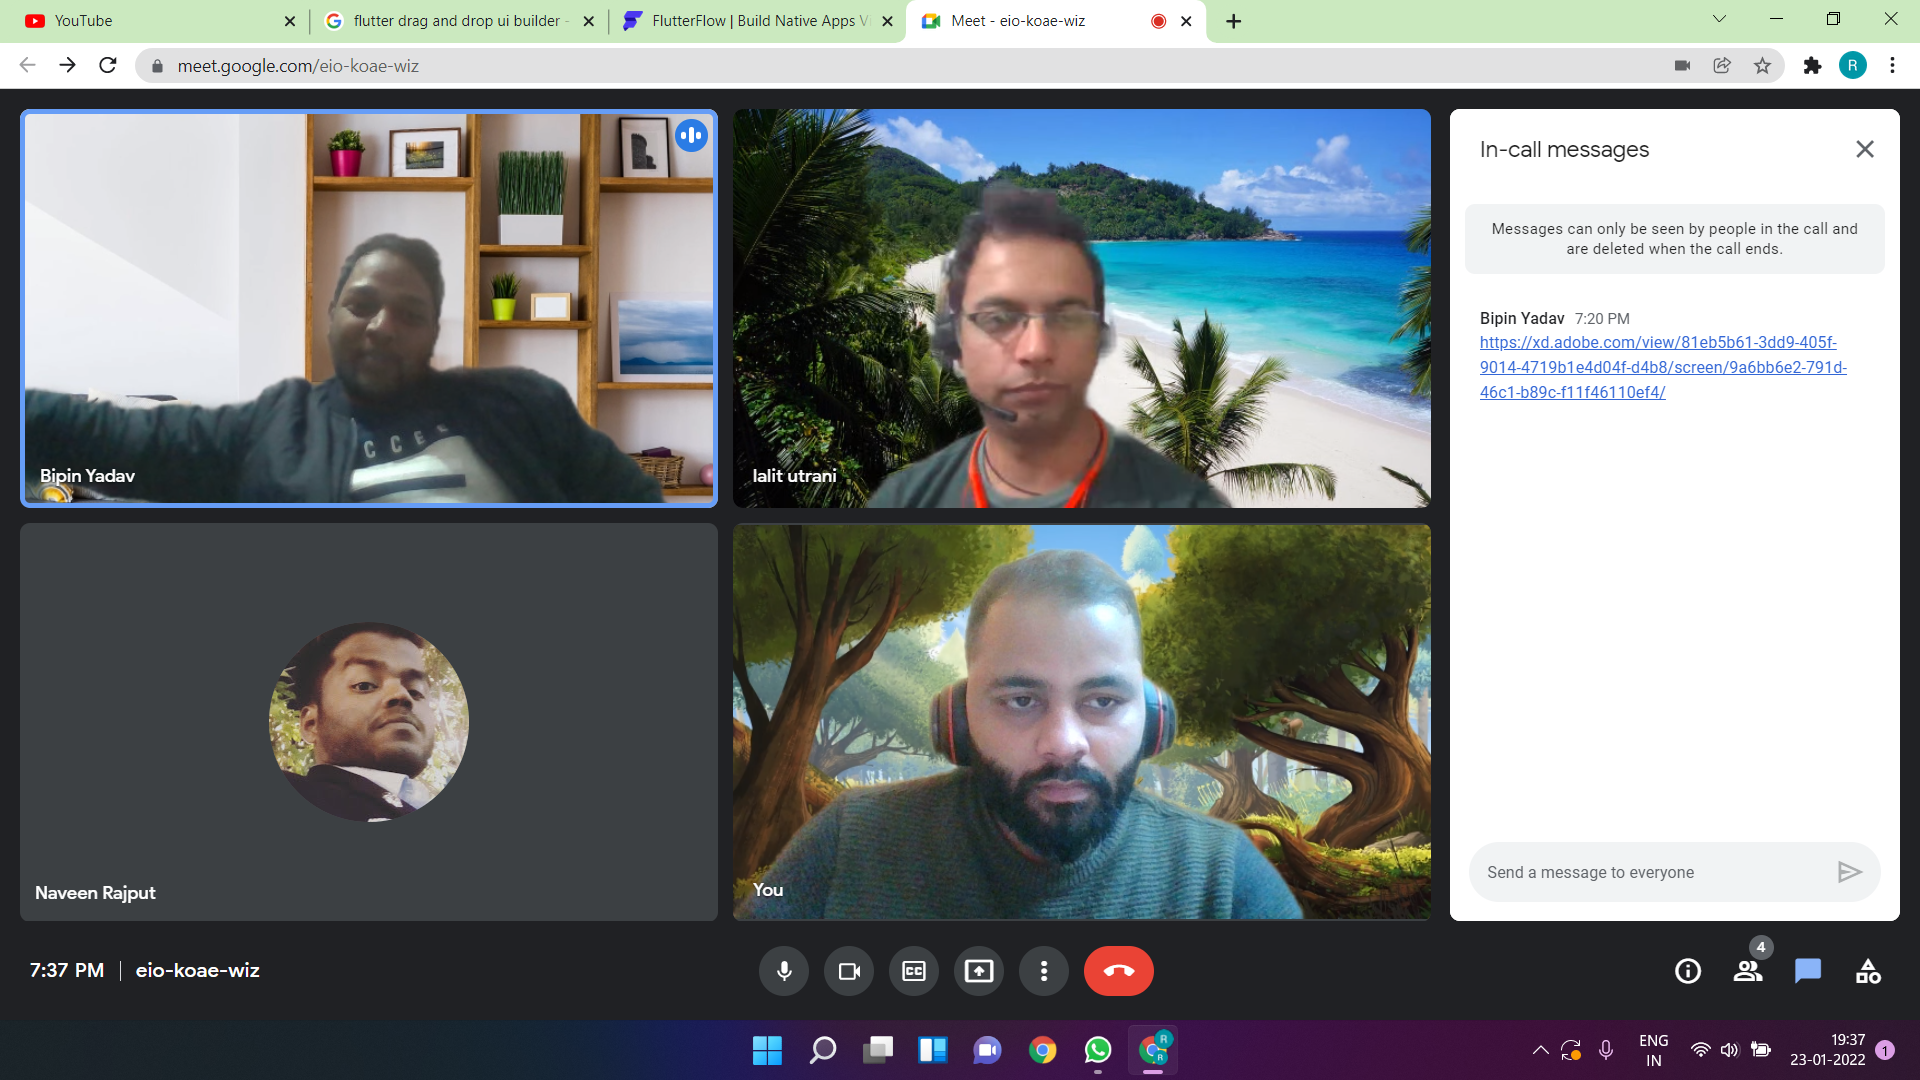 YouTube
flutter drag and drop ui builder -
FlutterFlow | Build Native Apps Vi
Meet - eio-koae-wiz
meet.google.com/eio-koae-wiz
R
Bipin Yadav
lalit utrani
Naveen Rajput
You
In-call messages
Messages can only be seen by people in the call and
are deleted when the call ends.
Bipin Yadav 7:20 PM
https://xd.adobe.com/view/81eb5b61-3dd9-405f-
9014-4719b1e4d04f-d4b8/screen/9a6bb6e2-791d-
46c1-b89c-f11f46110ef4/
Send a message to everyone
7:37 PM | eio-koae-wiz
CC
4
R
R
ENG
IN
19:37
23-01-2022
1